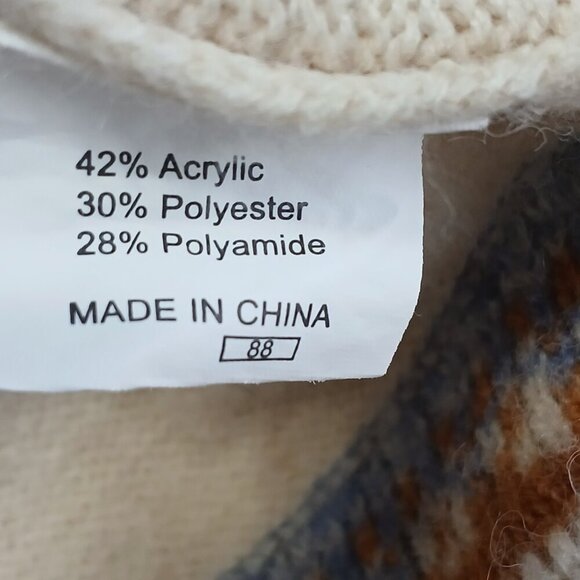 42% Acrylic
30% Polyester
28% Polyamide
MADE IN CHINA
88